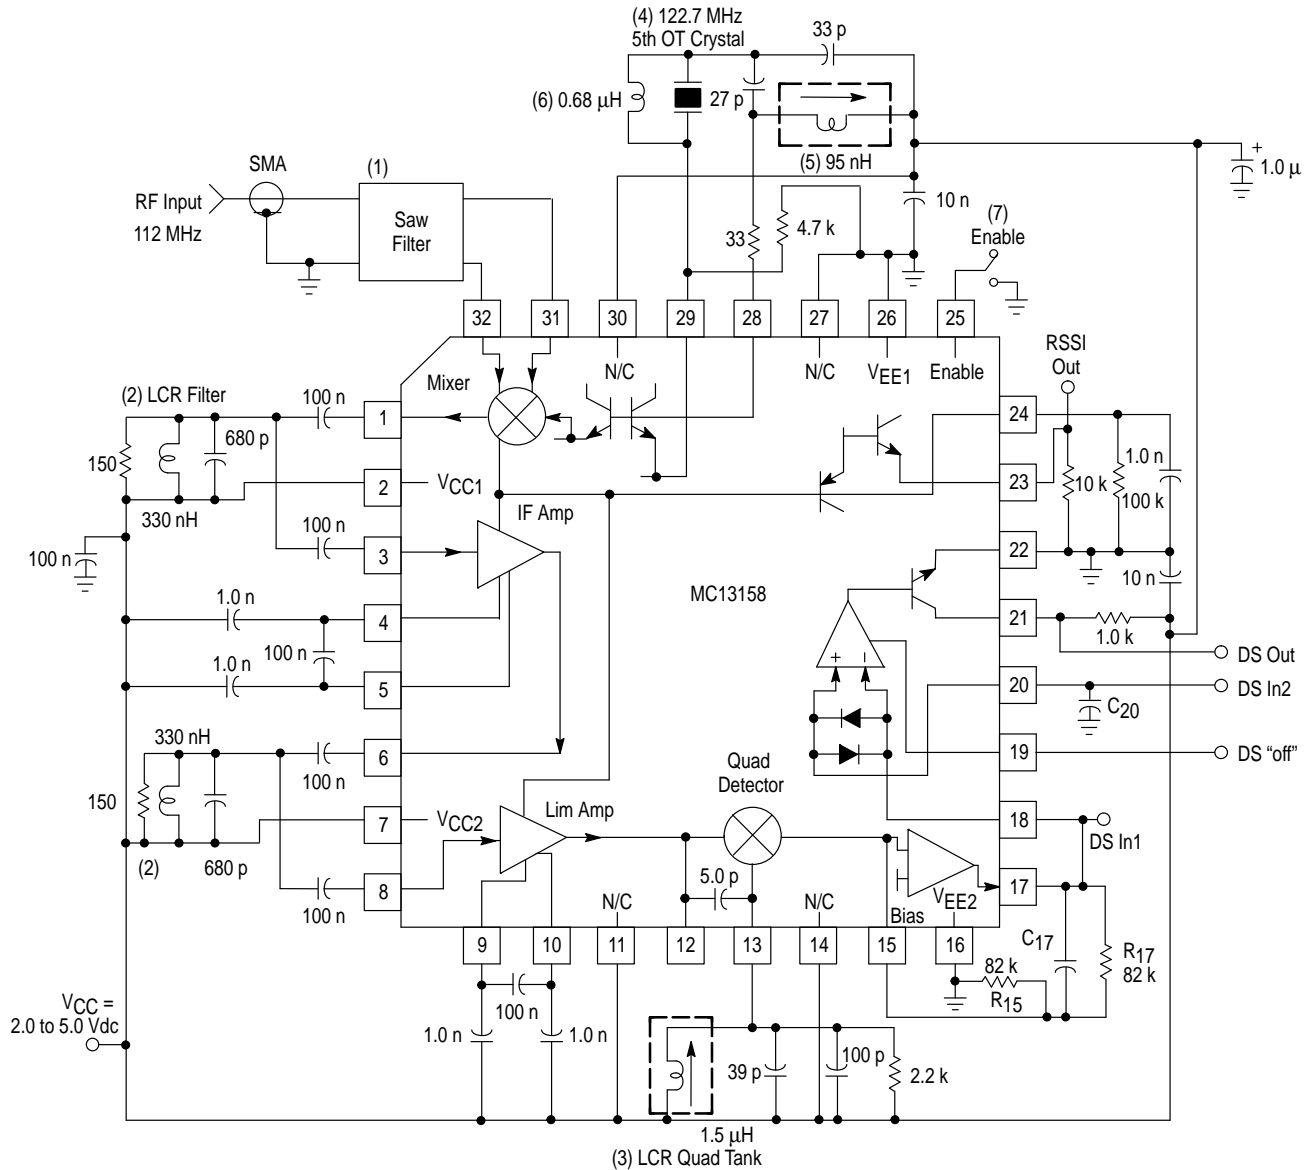 (4) 122.7 MHz
5th OT Crystal
33 p
(6) 0.68 μH
27 p
(5) 95 nH
1.0 μ
+
SMA
(1)
RF Input
112 MHz
Saw
Filter
10 n
(7)
Enable
33
4.7 k
32
31
30
29
28
27
26
25
RSSI
Out
N/C
N/C
VEE1
Enable
(2) LCR Filter
100 n
Mixer
1
24
680 p
150
1.0 n
2
VCC1
23
10 k
100 k
330 nH
IF Amp
100 n
3
22
100 n
10 n
MC13158
1.0 n
4
21
1.0 k
100 n
DS Out
1.0 n
+
–
5
20
DS In2
C20
330 nH
6
19
DS “off”
100 n
Quad
Detector
150
Lim Amp
7
VCC2
18
DS In1
(2)
680 p
5.0 p
8
17
100 n
N/C
N/C
Bias
VEE2
9
10
11
12
13
14
15
16
C17
R17
82 k
82 k
R15
100 n
VCC =
2.0 to 5.0 Vdc
1.0 n
1.0 n
39 p
100 p
2.2 k
1.5 μH
(3) LCR Quad Tank